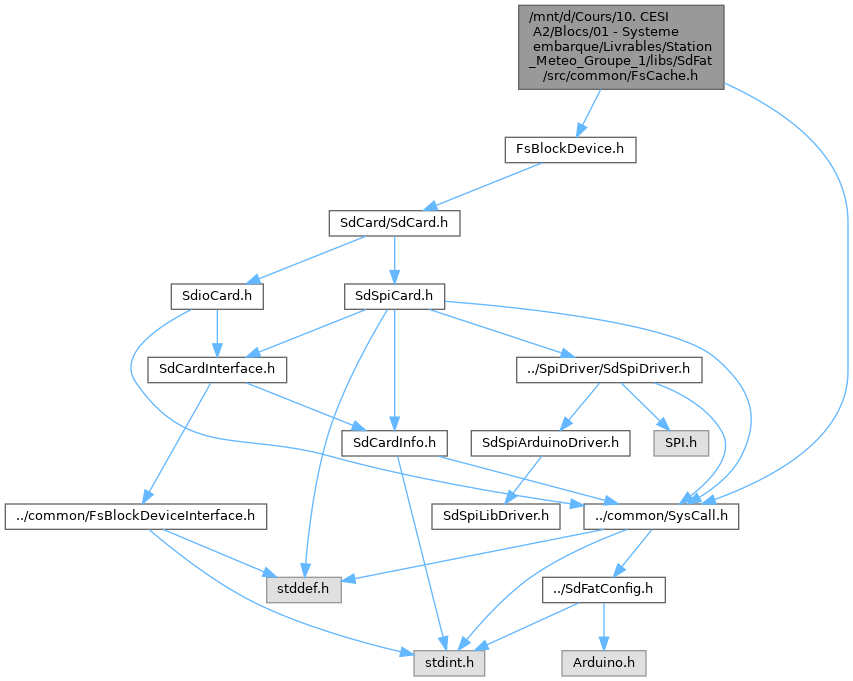 /mnt/d/Cours/10. CESI
A2/Blocs/01 - Systeme
embarque/Livrables/Station
_Meteo_Groupe_1/libs/SdFat
/src/common/FsCache.h
FsBlockDevice.h
SdCard/SdCard.h
SdioCard.h
SdSpiCard.h
SdCardInterface.h
../SpiDriver/SdSpiDriver.h
SdCardInfo.h
SdSpiArduinoDriver.h
SPI.h
../common/FsBlockDeviceInterface.h
SdSpiLibDriver.h
../common/SysCall.h
stddef.h
../SdFatConfig.h
stdint.h
Arduino.h